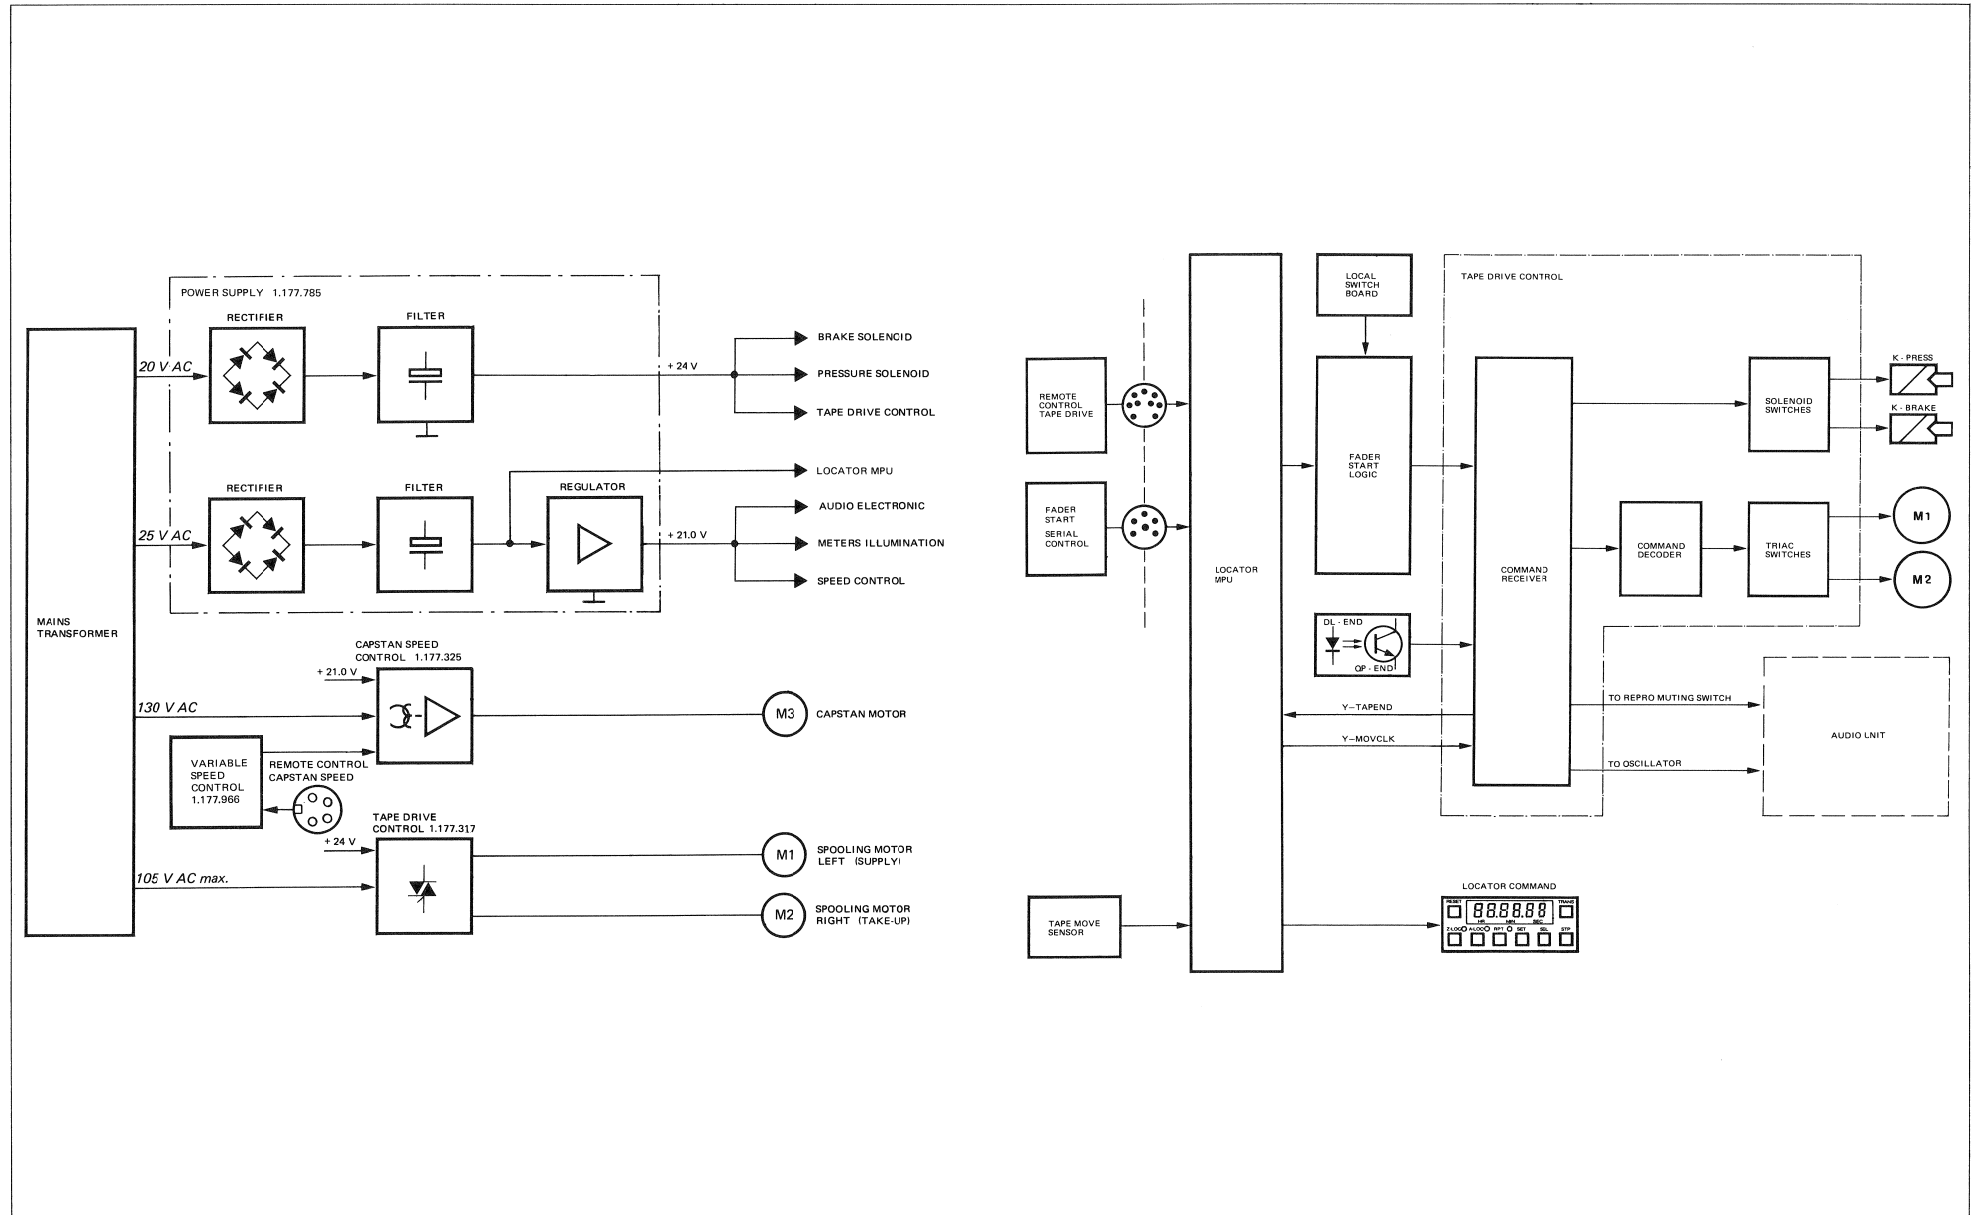 POWER SUPPLY 1.177.785
RECTIFIER
FILTER
20 V AC
+ 24 V
BRAKE SOLENOID
PRESSURE SOLENOID
TAPE DRIVE CONTROL
RECTIFIER
FILTER
REGULATOR
25 V AC
+ 21.0 V
LOCATOR MPU
AUDIO ELECTRONIC
METERS ILLUMINATION
SPEED CONTROL
MAINS
TRANSFORMER
CAPSTAN SPEED
CONTROL 1.177.325
+ 21.0 V
130 V AC
M3
CAPSTAN MOTOR
VARIABLE
SPEED
CONTROL
1.177.966
REMOTE CONTROL
CAPSTAN SPEED
TAPE DRIVE
CONTROL 1.177.317
+ 24 V
105 V AC max.
M1
SPOOLING MOTOR
LEFT (SUPPLY)
M2
SPOOLING MOTOR
RIGHT (TAKE-UP)
REMOTE
CONTROL
TAPE DRIVE
FADER
START
SERIAL
CONTROL
LOCATOR
MPU
TAPE MOVE
SENSOR
LOCAL
SWITCH
BOARD
FADER
START
LOGIC
DL - END
QP - END
Y-TAPEND
Y-MOVCLK
TAPE DRIVE CONTROL
COMMAND
RECEIVER
SOLENOID
SWITCHES
K - PRESS
K - BRAKE
COMMAND
DECODER
TRIAC
SWITCHES
M1
M2
TO REPRO MUTING SWITCH
TO OSCILLATOR
AUDIO UNIT
LOCATOR COMMAND
RESET
88.88.88
TRANS
HR MIN SEC
Z-LOC A-LOC RPT SET SEL STP